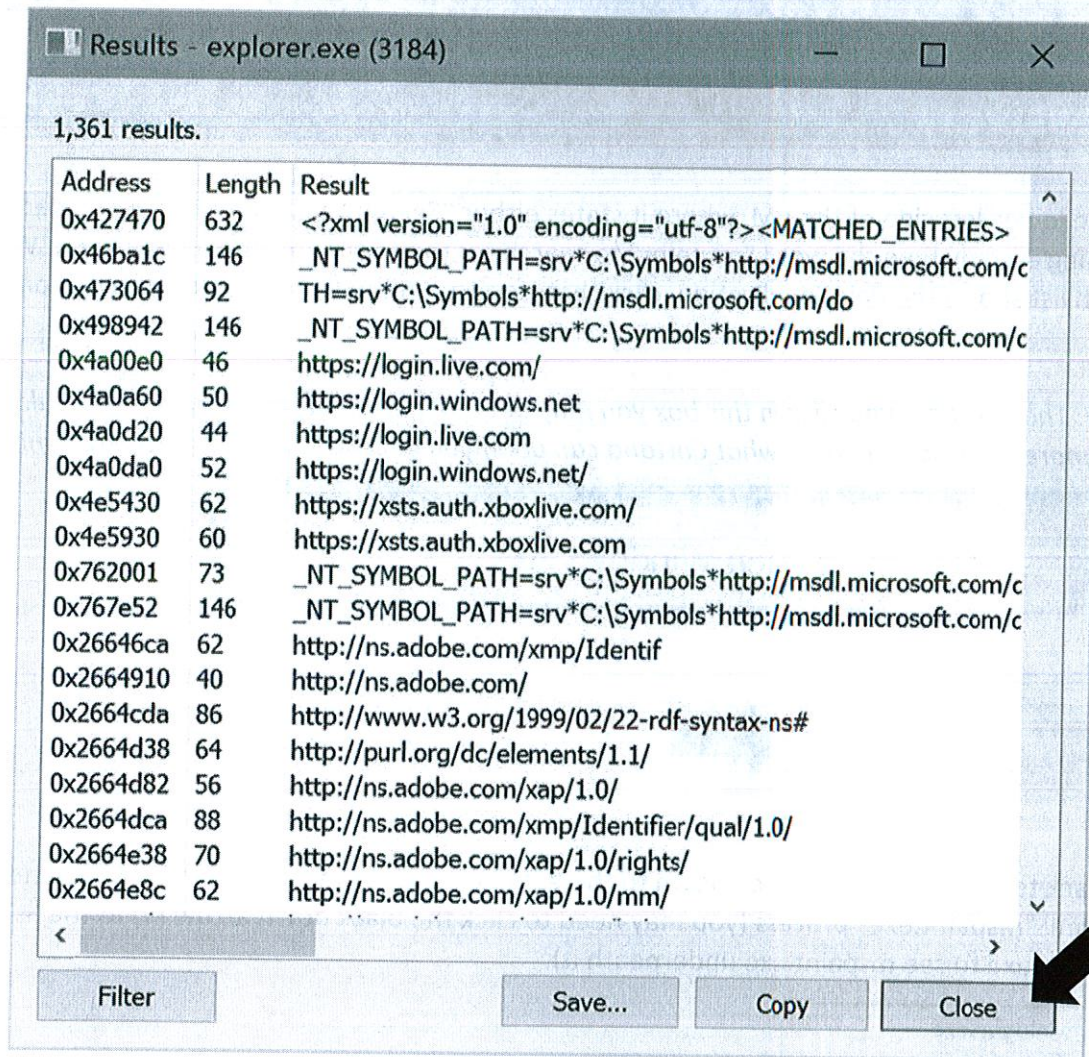 Results - explorer.exe (3184)
1,361 results.
Address Length Result
0x427470 632 <?xml version="1.0" encoding="utf-8"?><MATCHED_ENTRIES>
0x46ba1c 146 _NT_SYMBOL_PATH=srv*C:\Symbols*http://msdl.microsoft.com/c
0x473064 92 TH=srv*C:\Symbols*http://msdl.microsoft.com/do
0x498942 146 _NT_SYMBOL_PATH=srv*C:\Symbols*http://msdl.microsoft.com/c
0x4a00e0 46 https://login.live.com/
0x4a0a60 50 https://login.windows.net
0x4a0d20 44 https://login.live.com
0x4a0da0 52 https://login.windows.net/
0x4e5430 62 https://xsts.auth.xboxlive.com/
0x4e5930 60 https://xsts.auth.xboxlive.com
0x762001 73 _NT_SYMBOL_PATH=srv*C:\Symbols*http://msdl.microsoft.com/c
0x767e52 146 _NT_SYMBOL_PATH=srv*C:\Symbols*http://msdl.microsoft.com/c
0x26646ca 62 http://ns.adobe.com/xmp/Identif
0x2664910 40 http://ns.adobe.com/
0x2664cda 86 http://www.w3.org/1999/02/22-rdf-syntax-ns#
0x2664d38 64 http://purl.org/dc/elements/1.1/
0x2664d82 56 http://ns.adobe.com/xap/1.0/
0x2664dca 88 http://ns.adobe.com/xmp/Identifier/qual/1.0/
0x2664e38 70 http://ns.adobe.com/xap/1.0/rights/
0x2664e8c 62 http://ns.adobe.com/xap/1.0/mm/
Filter Save... Copy Close